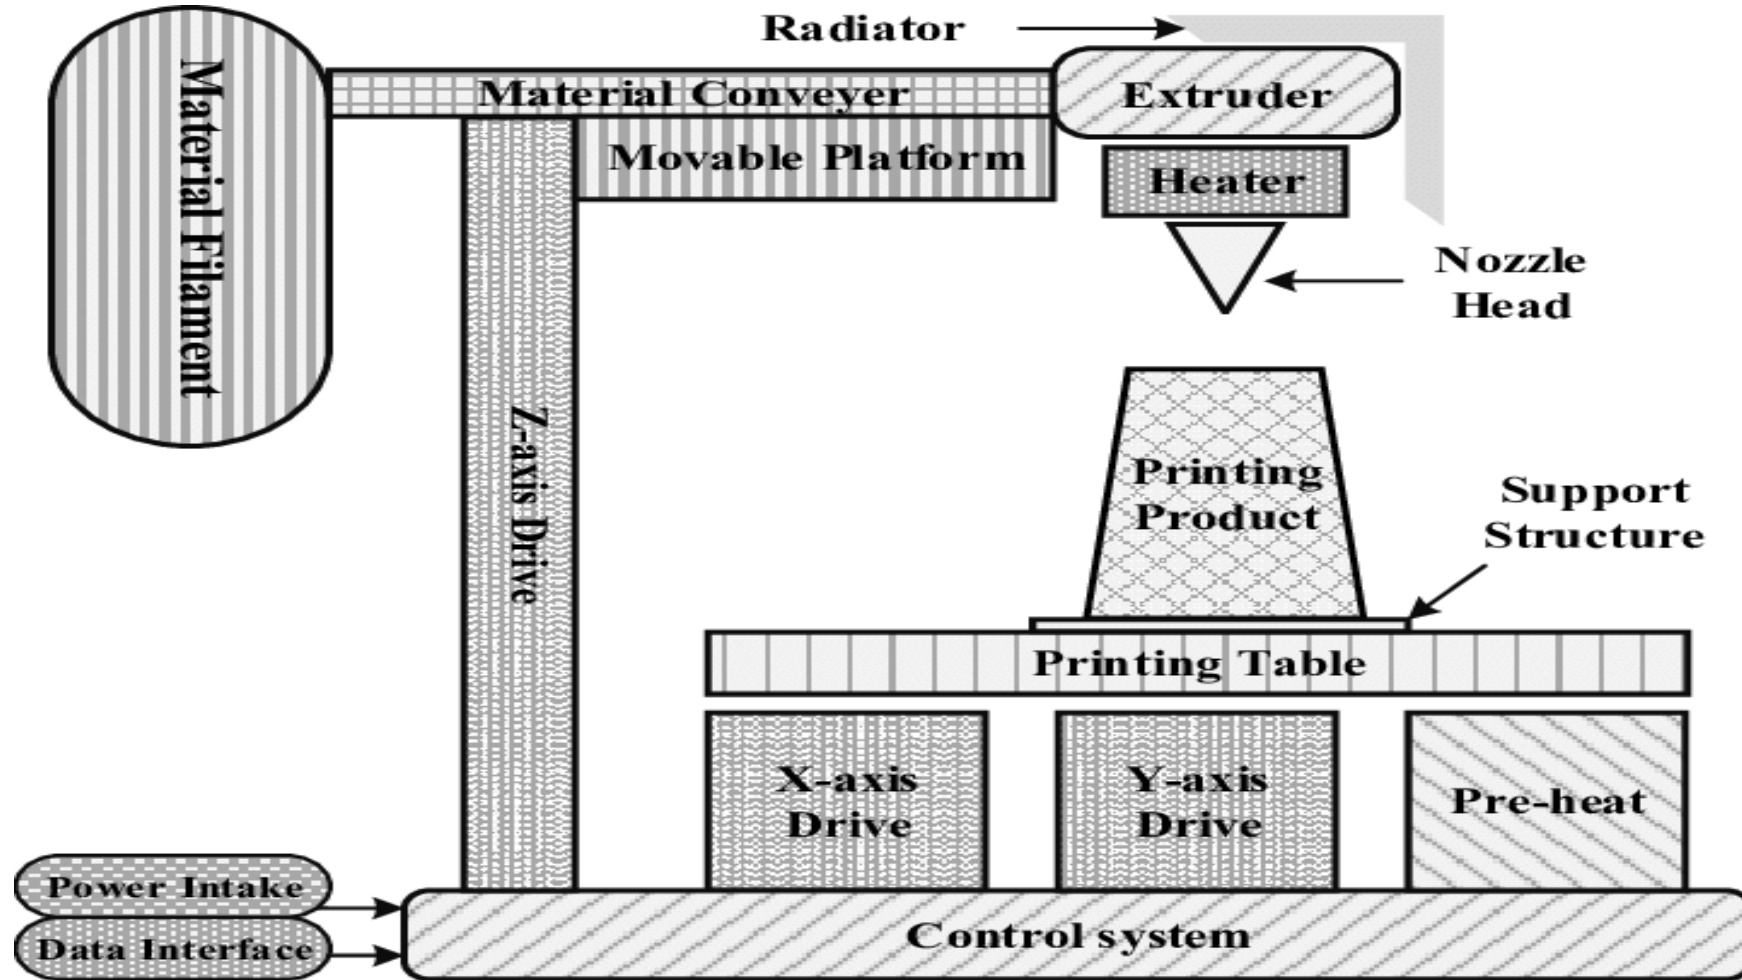 Radiator
Material Filament
Material Conveyer
Extruder
Movable Platform
Heater
Nozzle
Head
Z-axis Drive
Printing
Product
Support
Structure
Printing Table
X-axis
Drive
Y-axis
Drive
Pre-heat
Power Intake
Data Interface
Control system